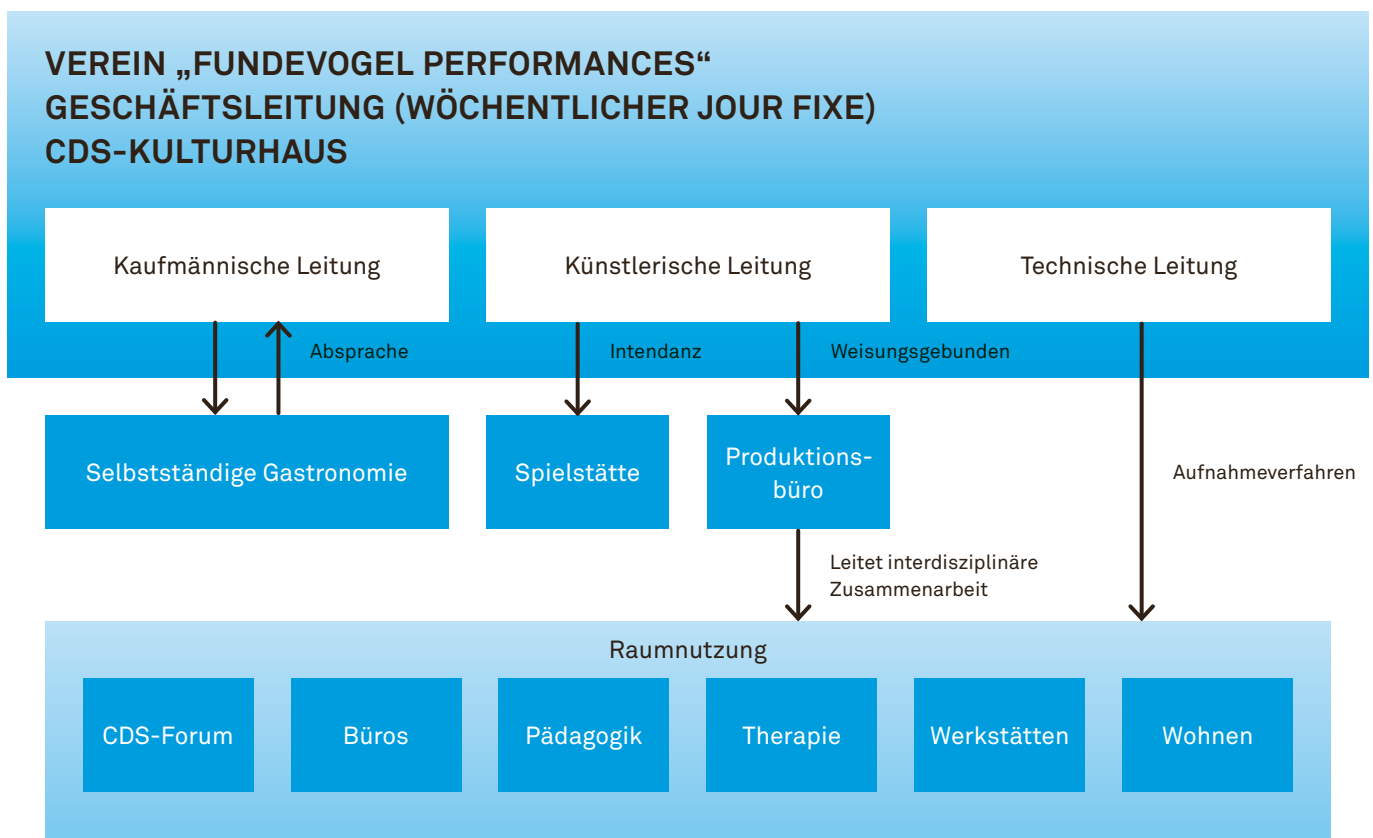 VEREIN „FUNDEVOGEL PERFORMANCES“
GESCHÄFTSLEITUNG (WÖCHENTLICHER JOUR FIXE)
CDS-KULTURHAUS
Kaufmännische Leitung
Künstlerische Leitung
Technische Leitung
Absprache
Intendanz
Weisungsgebunden
Selbstständige Gastronomie
Spielstätte
Produktions-
büro
Aufnahmeverfahren
Leitet interdisziplinäre
Zusammenarbeit
Raumnutzung
CDS-Forum
Büros
Pädagogik
Therapie
Werkstätten
Wohnen